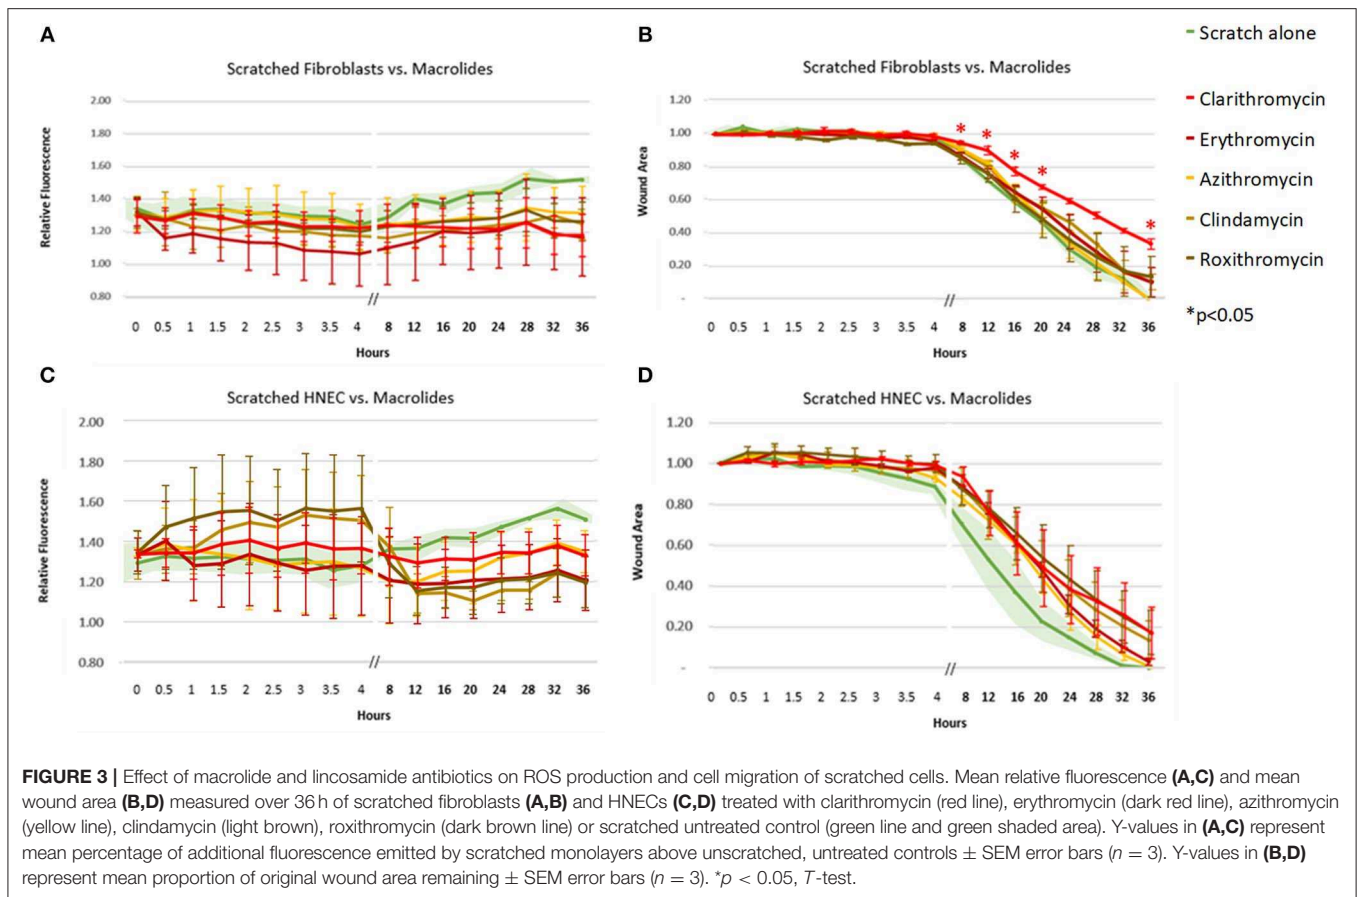 A
Scratched Fibroblasts vs. Macrolides
2.00
1.80
1.60
1.40
1.20
1.00
0.80
Relative Fluorescence
//
0 0.5 1 1.5 2 2.5 3 3.5 4 8 12 16 20 24 28 32 36
Hours
B
Scratched Fibroblasts vs. Macrolides
1.20
1.00
0.80
0.60
0.40
0.20
-
Wound Area
* * * * *
//
0 0.5 1 1.5 2 2.5 3 3.5 4 8 12 16 20 24 28 32 36
Hours
Scratch alone
Clarithromycin
Erythromycin
Azithromycin
Clindamycin
Roxithromycin
*p<0.05
C
Scratched HNEC vs. Macrolides
2.00
1.80
1.60
1.40
1.20
1.00
0.80
Relative Fluorescence
//
0 0.5 1 1.5 2 2.5 3 3.5 4 8 12 16 20 24 28 32 36
Hours
D
Scratched HNEC vs. Macrolides
1.20
1.00
0.80
0.60
0.40
0.20
-
Wound Area
//
0 0.5 1 1.5 2 2.5 3 3.5 4 8 12 16 20 24 28 32 36
Hours
FIGURE 3 | Effect of macrolide and lincosamide antibiotics on ROS production and cell migration of scratched cells. Mean relative fluorescence (A,C) and mean
wound area (B,D) measured over 36 h of scratched fibroblasts (A,B) and HNECs (C,D) treated with clarithromycin (red line), erythromycin (dark red line), azithromycin
(yellow line), clindamycin (light brown), roxithromycin (dark brown line) or scratched untreated control (green line and green shaded area). Y-values in (A,C) represent
mean percentage of additional fluorescence emitted by scratched monolayers above unscratched, untreated controls ± SEM error bars (n = 3). Y-values in (B,D)
represent mean proportion of original wound area remaining ± SEM error bars (n = 3). *p < 0.05, T-test.